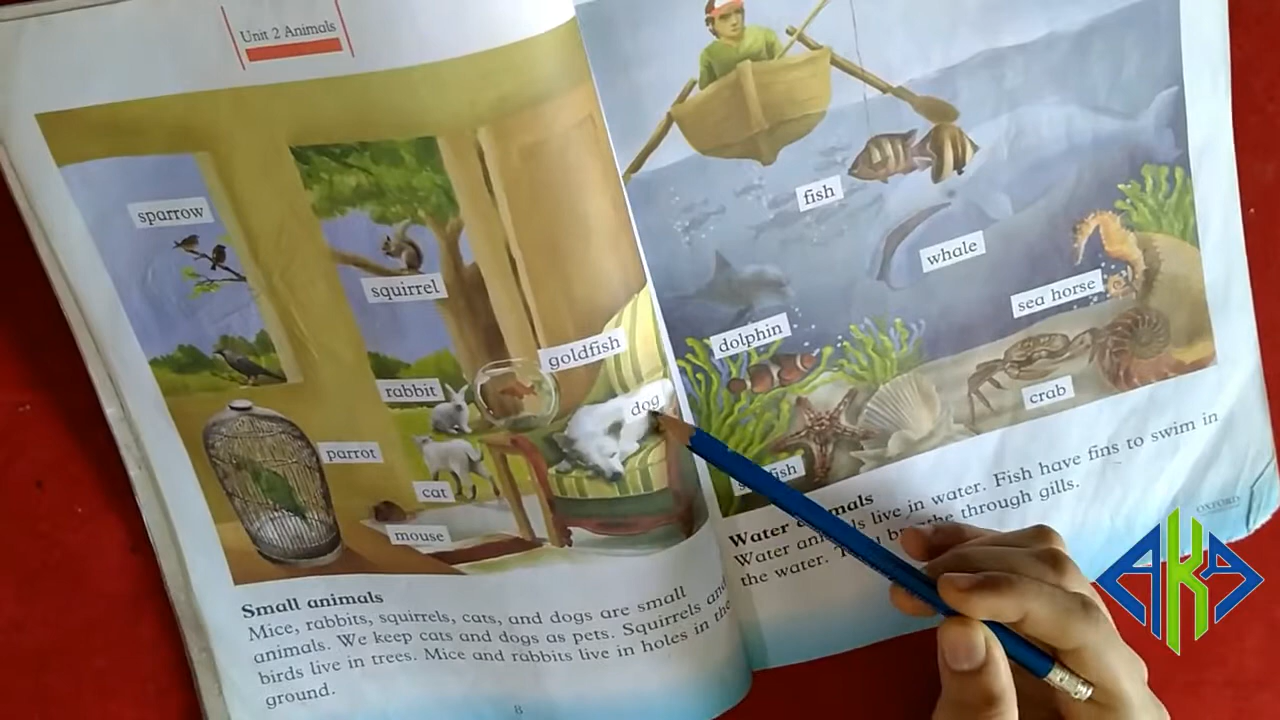 Unit 2 Animals
sparrow
squirrel
goldfish
rabbit
dog
parrot
cat
mouse
Small animals
Mice, rabbits, squirrels, cats, and dogs are small
animals. We keep cats and dogs as pets. Squirrels and
birds live in trees. Mice and rabbits live in holes in the
ground.
8
fish
whale
sea horse
dolphin
crab
Water animals
Water animals live in water. Fish have fins to swim in
the water. breathe through gills.
OXFORD
AKA